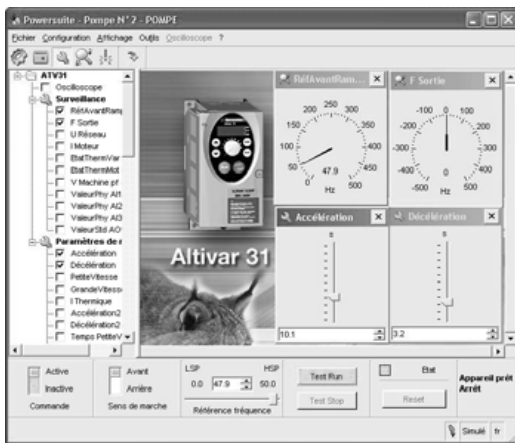 Powersuite - Pompe N°2 - POMPE
Fichier Configuration Affichage Outils Oscilloscope ?
ATV31
Oscilloscope
Surveillance
RéfAvantRamp
F Sortie
U Réseau
I Moteur
EtatThermVar
EtatThermMot
V Machine pf
ValeurPhy AI1
ValeurPhy AI2
ValeurPhy AI3
ValeurStd AO1
Paramètres de r
Accélération
Décélération
PetiteVitesse
GrandeVitesse
I Thermique
Accélération2
Décélération2
Temps PetiteV
Altivar 31
RéfAvantRam...
0 50 100 150 200 250 300 350 400 450 500
47.9
Hz
F Sortie
-500 -400 -300 -200 -100 0 100 200 300 400 500
0
Hz
Accélération
s
10.1
Décélération
s
3.2
Active
Inactive
Commande
Avant
Arrière
Sens de marche
LSP HSP
0.0 47.9 50.0
Référence fréquence
Test Run
Test Stop
Etat
Reset
Appareil prêt
Arrêt
Simulé fr